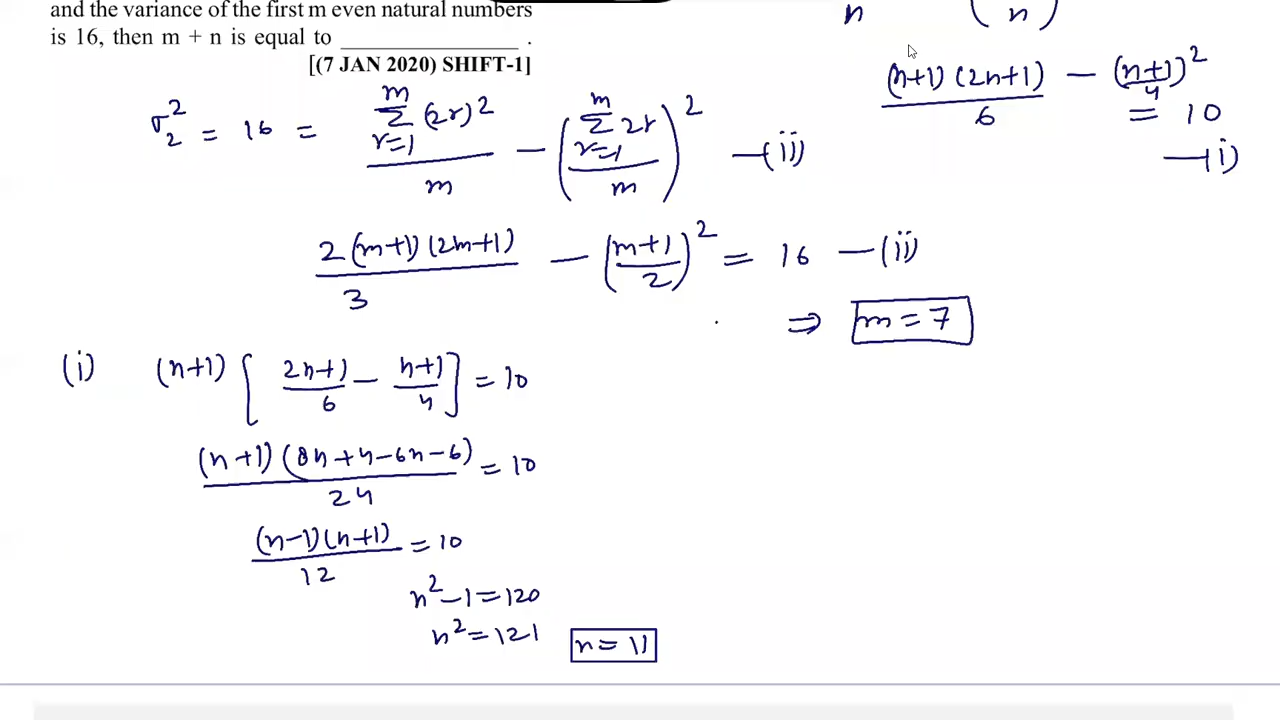 and the variance of the first m even natural numbers
is 16, then m + n is equal to ________________ .
[(7 JAN 2020) SHIFT-1]
n ( n )
(n+1)(2n+1)/6 - (n+1)²/4
= 10
—(i)
σ₂² = 16 = (Σ_{r=1}^{m} (2r)²)/m - ((Σ_{r=1}^{m} 2r)/m)² —(ii)
2(m+1)(2m+1)/3 - ((m+1)/2)² = 16 —(ii)
⇒ m = 7
(i) (n+1) [ (2n+1)/6 - (n+1)/4 ] = 10
(n+1)(8n+4-6n-6)/24 = 10
(n-1)(n+1)/12 = 10
n² - 1 = 120
n² = 121 n = 11